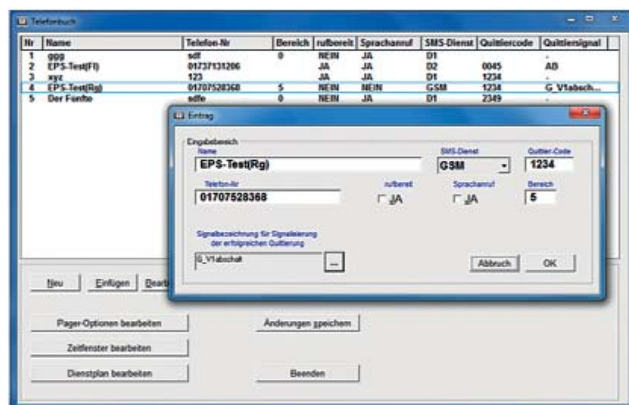 Telefonbuch
Nr Name Telefon-Nr Bereich rufbereit Sprachanruf SMS-Dienst Quittiercode Quittiersignal
1 ggg sdf 0 NEIN JA D1 .
2 EPS-Test(Fl) 01737131206 JA JA D2 0045 AB
3 xyz 123 JA JA D1 1234 .
4 EPS-Test(Rg) 01707528368 5 NEIN NEIN GSM 1234 G_V1absch...
5 Der Fünfte sdfe 0 NEIN JA D1 2349 .
Eintrag
Eingabebereich
Name SMS-Dienst Quittier-Code
EPS-Test(Rg) GSM 1234
Telefon-Nr rufbereit Sprachanruf Bereich
01707528368 JA JA 5
Signalbezeichnung für Signalisierung
der erfolgreichen Quittierung
G_V1abschalt ...
Abbruch OK
Neu Einfügen Bearb
Pager-Optionen bearbeiten Änderungen speichern
Zeitfenster bearbeiten
Dienstplan bearbeiten Beenden